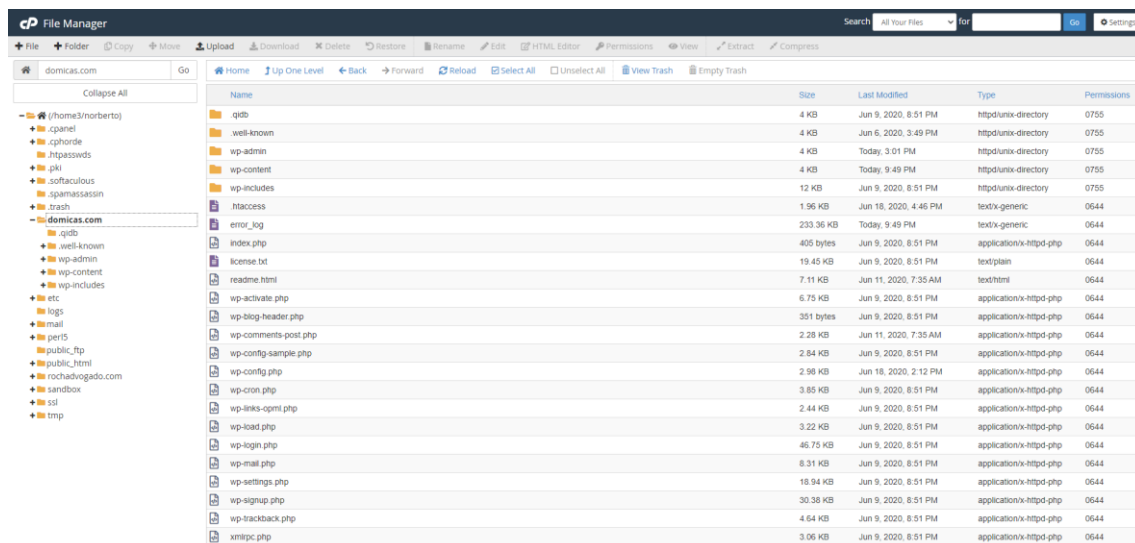 cP File Manager Search All Your Files for Go Settings
File Folder Copy Move Upload Download Delete Restore Rename Edit HTML Editor Permissions View Extract Compress
domicas.com Go Home Up One Level Back Forward Reload Select All Unselect All View Trash Empty Trash
Collapse All
(/home3/norberto)
.cpanel
.cphorde
.htpasswds
.pki
.softaculous
.spamassassin
.trash
domicas.com
.qidb
.well-known
wp-admin
wp-content
wp-includes
etc
logs
mail
perl5
public_ftp
public_html
rochadvogado.com
sandbox
ssl
tmp
Name Size Last Modified Type Permissions
.qidb 4 KB Jun 9, 2020, 8:51 PM httpd/unix-directory 0755
.well-known 4 KB Jun 6, 2020, 3:49 PM httpd/unix-directory 0755
wp-admin 4 KB Today, 3:01 PM httpd/unix-directory 0755
wp-content 4 KB Today, 9:49 PM httpd/unix-directory 0755
wp-includes 12 KB Jun 9, 2020, 8:51 PM httpd/unix-directory 0755
.htaccess 1.96 KB Jun 18, 2020, 4:46 PM text/x-generic 0644
error_log 233.36 KB Today, 9:49 PM text/x-generic 0644
index.php 405 bytes Jun 9, 2020, 8:51 PM application/x-httpd-php 0644
license.txt 19.45 KB Jun 9, 2020, 8:51 PM text/plain 0644
readme.html 7.11 KB Jun 11, 2020, 7:35 AM text/html 0644
wp-activate.php 6.75 KB Jun 9, 2020, 8:51 PM application/x-httpd-php 0644
wp-blog-header.php 351 bytes Jun 9, 2020, 8:51 PM application/x-httpd-php 0644
wp-comments-post.php 2.28 KB Jun 11, 2020, 7:35 AM application/x-httpd-php 0644
wp-config-sample.php 2.84 KB Jun 9, 2020, 8:51 PM application/x-httpd-php 0644
wp-config.php 2.98 KB Jun 18, 2020, 2:12 PM application/x-httpd-php 0644
wp-cron.php 3.85 KB Jun 9, 2020, 8:51 PM application/x-httpd-php 0644
wp-links-opml.php 2.44 KB Jun 9, 2020, 8:51 PM application/x-httpd-php 0644
wp-load.php 3.22 KB Jun 9, 2020, 8:51 PM application/x-httpd-php 0644
wp-login.php 46.75 KB Jun 9, 2020, 8:51 PM application/x-httpd-php 0644
wp-mail.php 8.31 KB Jun 9, 2020, 8:51 PM application/x-httpd-php 0644
wp-settings.php 18.94 KB Jun 9, 2020, 8:51 PM application/x-httpd-php 0644
wp-signup.php 30.38 KB Jun 9, 2020, 8:51 PM application/x-httpd-php 0644
wp-trackback.php 4.64 KB Jun 9, 2020, 8:51 PM application/x-httpd-php 0644
xmlrpc.php 3.06 KB Jun 9, 2020, 8:51 PM application/x-httpd-php 0644